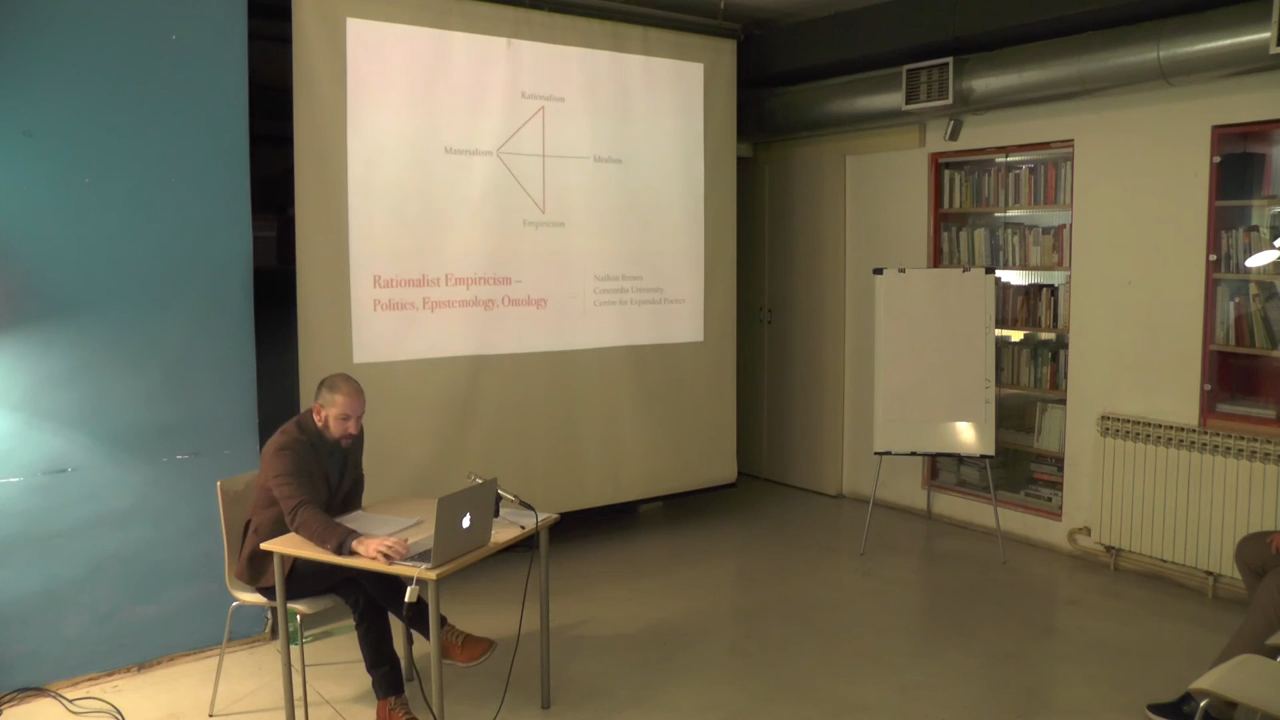 Rationalism
Materialism
Idealism
Empiricism
Rationalist Empiricism –
Politics, Epistemology, Ontology
Nathan Brown
Concordia University
Centre for Expanded Poetics